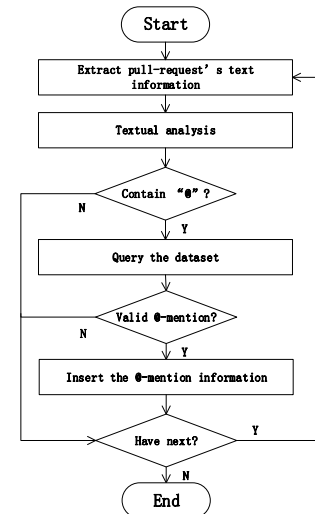 Start
Extract pull-request’s text
information
Textual analysis
Contain “@”?
N
Y
Query the dataset
Valid @-mention?
N
Y
Insert the @-mention information
Have next?
Y
N
End